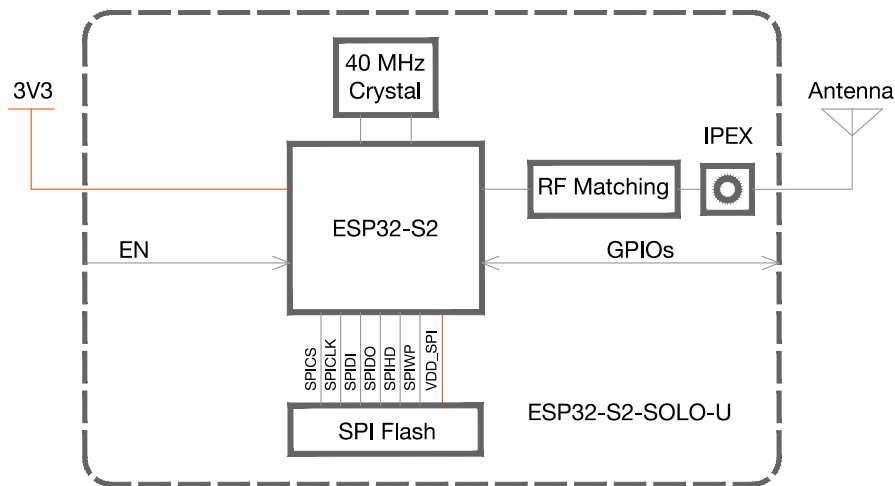 40 MHz
Crystal
3V3
Antenna
IPEX
RF Matching
ESP32-S2
EN
GPIOs
SPICS
SPICLK
SPIDI
SPIDO
SPIHD
SPIWP
VDD_SPI
ESP32-S2-SOLO-U
SPI Flash